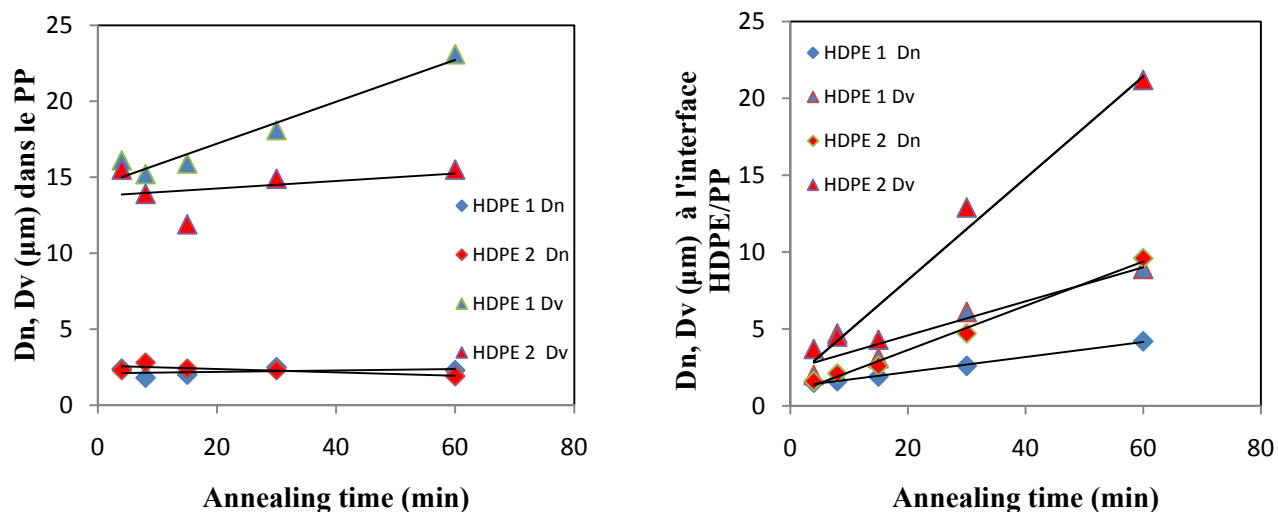 Dn, Dv (µm) dans le PP
25
20
15
10
5
0
0 20 40 60 80
Annealing time (min)
HDPE 1 Dn
HDPE 2 Dn
HDPE 1 Dv
HDPE 2 Dv
Dn, Dv (µm) à l'interface
HDPE/PP
25
20
15
10
5
0
0 20 40 60 80
Annealing time (min)
HDPE 1 Dn
HDPE 1 Dv
HDPE 2 Dn
HDPE 2 Dv